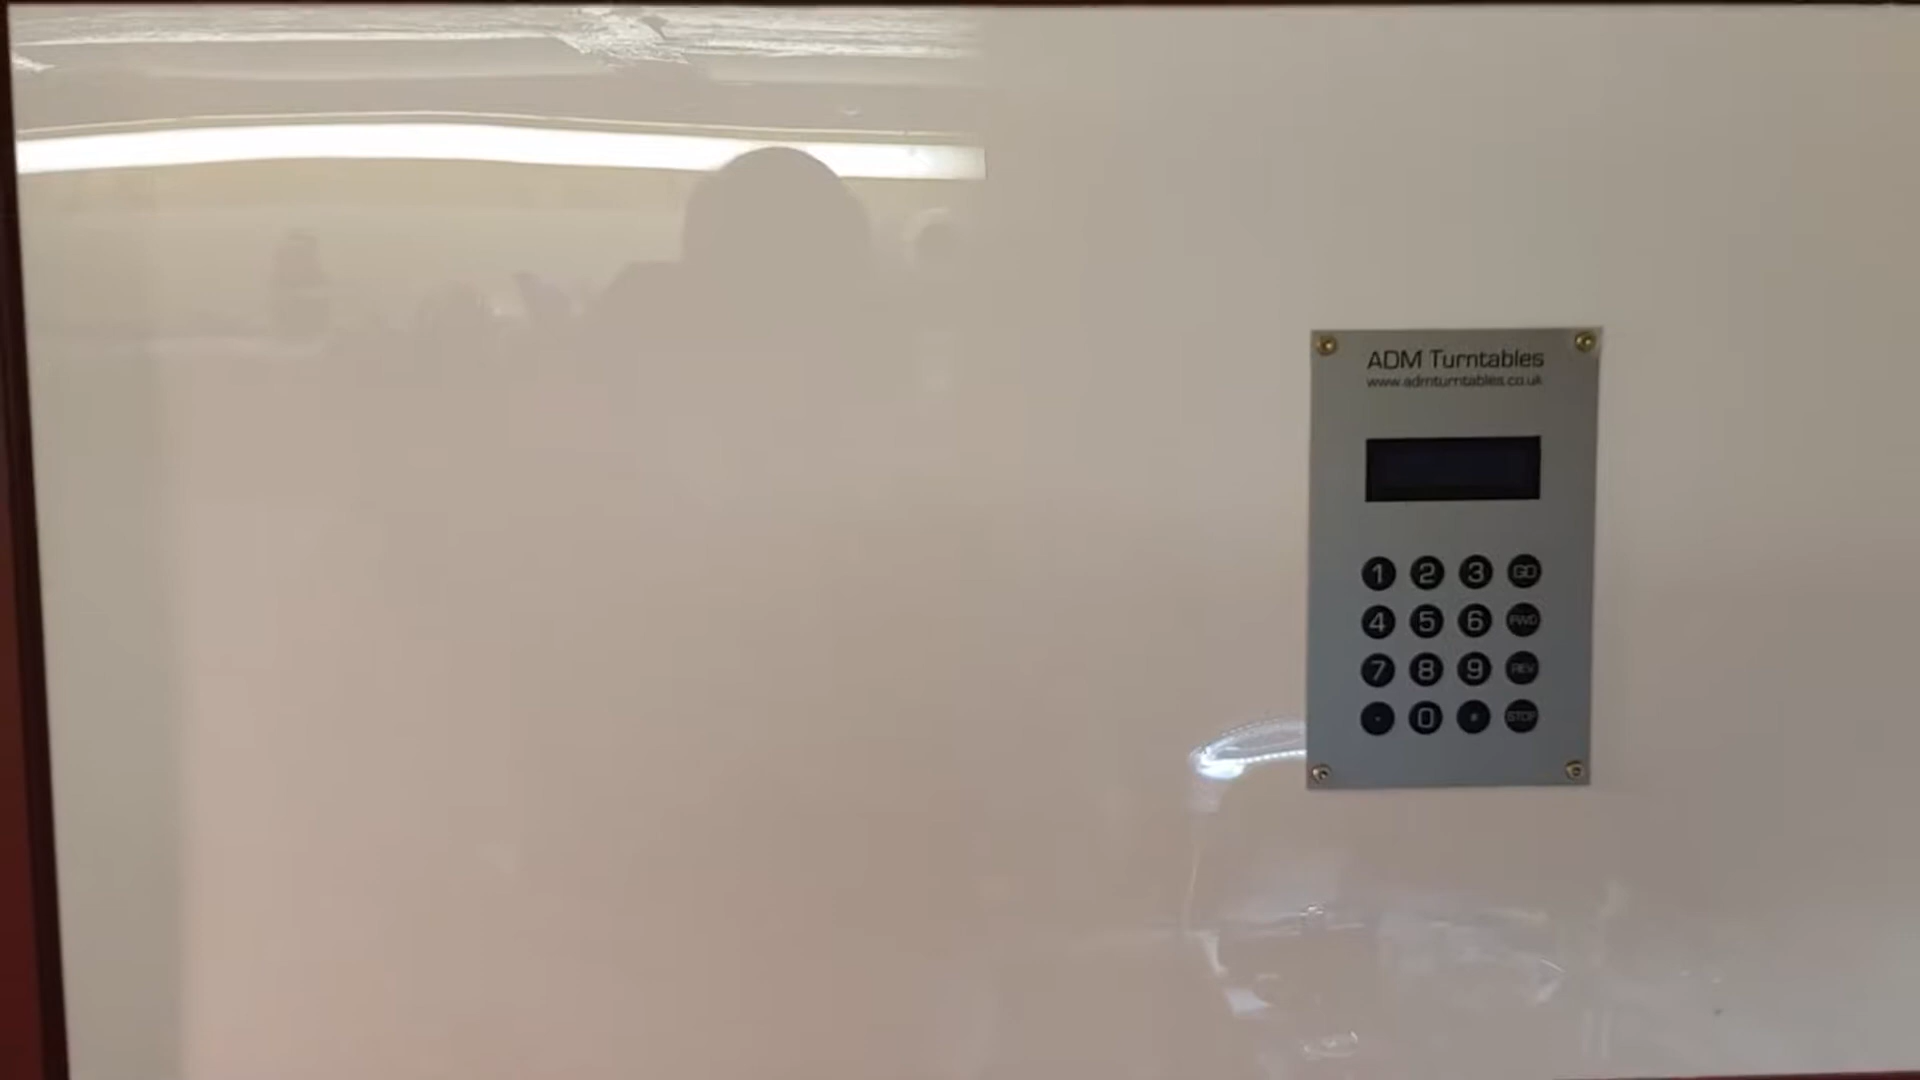 ADM Turntables
www.admturntables.co.uk
1 2 3 GO
4 5 6 FWD
7 8 9 REV
. 0 * STOP